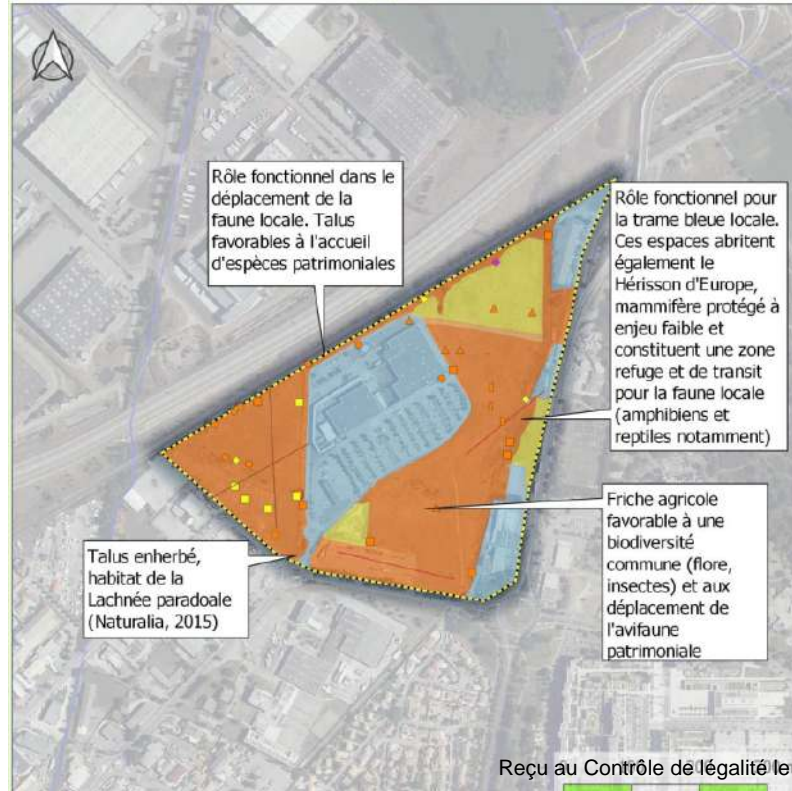 Rôle fonctionnel dans le
déplacement de la
faune locale. Talus
favorables à l'accueil
d'espèces patrimoniales
Rôle fonctionnel pour
la trame bleue locale.
Ces espaces abritent
également le
Hérisson d'Europe,
mammifère protégé à
enjeu faible et
constituent une zone
refuge et de transit
pour la faune locale
(amphibiens et
reptiles notamment)
Friche agricole
favorable à une
biodiversité
commune (flore,
insectes) et aux
déplacement de
l'avifaune
patrimoniale
Talus enherbé,
habitat de la
Lachnée paradoale
(Naturalia, 2015)
Reçu au Contrôle de légalité le